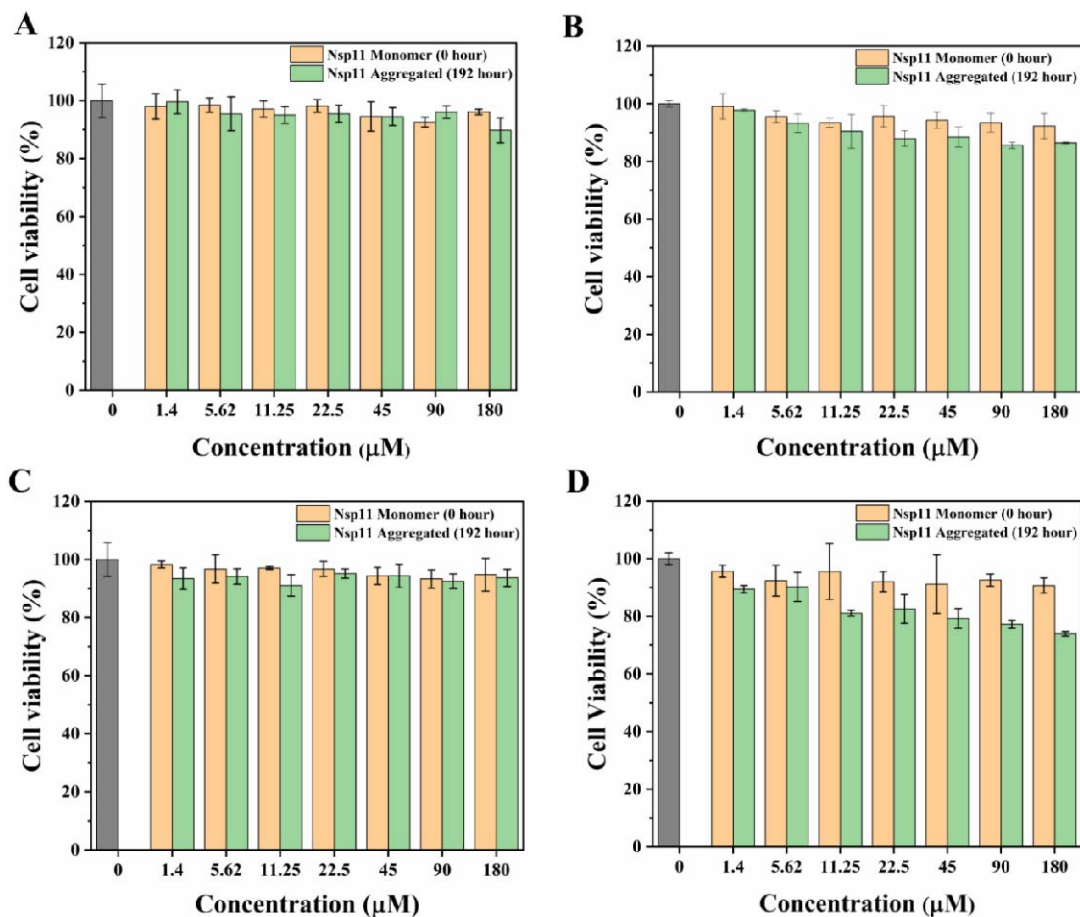 A
Nsp11 Monomer (0 hour)
Nsp11 Aggregated (192 hour)
Cell viability (%)
120
100
80
60
40
20
0
0 1.4 5.62 11.25 22.5 45 90 180
Concentration (μM)
B
Nsp11 Monomer (0 hour)
Nsp11 Aggregated (192 hour)
Cell viability (%)
120
100
80
60
40
20
0
0 1.4 5.62 11.25 22.5 45 90 180
Concentration (μM)
C
Nsp11 Monomer (0 hour)
Nsp11 Aggregated (192 hour)
Cell viability (%)
120
100
80
60
40
20
0
0 1.4 5.62 11.25 22.5 45 90 180
Concentration (μM)
D
Nsp11 Monomer (0 hour)
Nsp11 Aggregated (192 hour)
Cell Viability (%)
120
100
80
60
40
20
0
0 1.4 5.62 11.25 22.5 45 90 180
Concentration (μM)